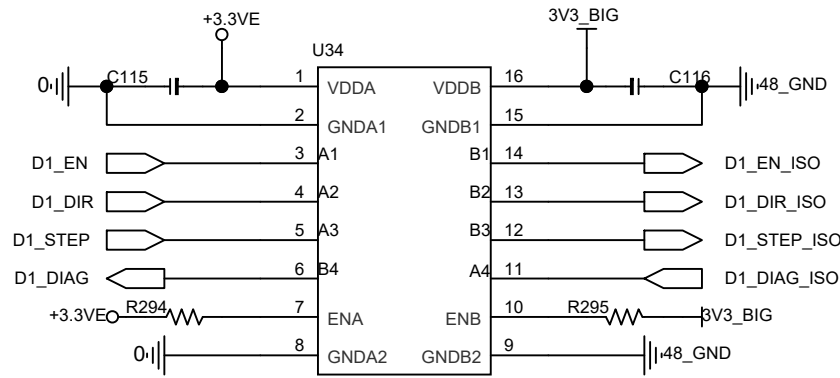 +3.3VE 3V3_BIG
U34
0 C115 1 VDDA VDDB 16 C116 48_GND
2 GNDA1 GNDB1 15
D1_EN 3 A1 B1 14 D1_EN_ISO
D1_DIR 4 A2 B2 13 D1_DIR_ISO
D1_STEP 5 A3 B3 12 D1_STEP_ISO
D1_DIAG 6 B4 A4 11 D1_DIAG_ISO
+3.3VE R294 7 ENA ENB 10 R295 3V3_BIG
0 8 GNDA2 GNDB2 9 48_GND